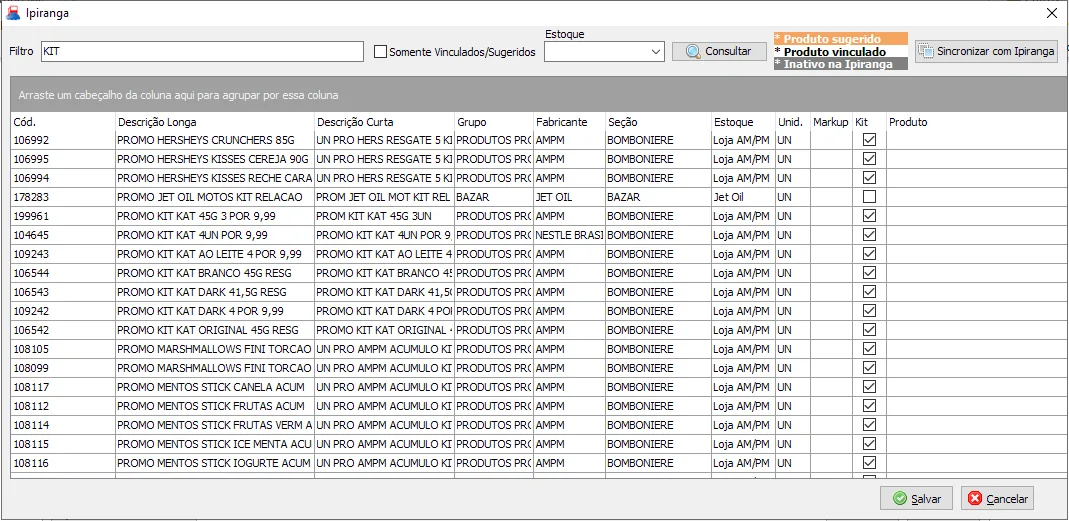 Ipiranga
Estoque
Filtro KIT Somente Vinculados/Sugeridos Consultar Sincronizar com Ipiranga
* Produto sugerido
* Produto vinculado
* Inativo na Ipiranga
Arraste um cabeçalho da coluna aqui para agrupar por essa coluna
Cód. Descrição Longa Descrição Curta Grupo Fabricante Seção Estoque Unid. Markup Kit Produto
106992 PROMO HERSHEYS CRUNCHERS 85G UN PRO HERS RESGATE 5 KI PRODUTOS PRO AMPM BOMBONIERE Loja AM/PM UN
106995 PROMO HERSHEYS KISSES CEREJA 90G UN PRO HERS RESGATE 5 KI PRODUTOS PRO AMPM BOMBONIERE Loja AM/PM UN
106994 PROMO HERSHEYS KISSES RECHE CARA UN PRO HERS RESGATE 5 KI PRODUTOS PRO AMPM BOMBONIERE Loja AM/PM UN
178283 PROMO JET OIL MOTOS KIT RELACAO PROM JET OIL MOT KIT REL BAZAR JET OIL BAZAR Jet Oil UN
199961 PROMO KIT KAT 45G 3 POR 9,99 PROM KIT KAT 45G 3UN PRODUTOS PRO AMPM BOMBONIERE Loja AM/PM UN
104645 PROMO KIT KAT 4UN POR 9,99 PROMO KIT KAT 4UN POR 9, PRODUTOS PRO NESTLE BRASI BOMBONIERE Loja AM/PM UN
109243 PROMO KIT KAT AO LEITE 4 POR 9,99 PROMO KIT KAT AO LEITE 4 PRODUTOS PRO AMPM BOMBONIERE Loja AM/PM UN
106544 PROMO KIT KAT BRANCO 45G RESG PROMO KIT KAT BRANCO 45 PRODUTOS PRO AMPM BOMBONIERE Loja AM/PM UN
106543 PROMO KIT KAT DARK 41,5G RESG PROMO KIT KAT DARK 41,5G PRODUTOS PRO AMPM BOMBONIERE Loja AM/PM UN
109242 PROMO KIT KAT DARK 4 POR 9,99 PROMO KIT KAT DARK 4 POI PRODUTOS PRO AMPM BOMBONIERE Loja AM/PM UN
106542 PROMO KIT KAT ORIGINAL 45G RESG PROMO KIT KAT ORIGINAL PRODUTOS PRO AMPM BOMBONIERE Loja AM/PM UN
108105 PROMO MARSHMALLOWS FINI TORCAO UN PRO AMPM ACUMULO KI PRODUTOS PRO AMPM BOMBONIERE Loja AM/PM UN
108099 PROMO MARSHMALLOWS FINI TORCAO UN PRO AMPM ACUMULO KI PRODUTOS PRO AMPM BOMBONIERE Loja AM/PM UN
108117 PROMO MENTOS STICK CANELA ACUM UN PRO AMPM ACUMULO KI PRODUTOS PRO AMPM BOMBONIERE Loja AM/PM UN
108112 PROMO MENTOS STICK FRUTAS ACUM UN PRO AMPM ACUMULO KI PRODUTOS PRO AMPM BOMBONIERE Loja AM/PM UN
108114 PROMO MENTOS STICK FRUTAS VERM A UN PRO AMPM ACUMULO KI PRODUTOS PRO AMPM BOMBONIERE Loja AM/PM UN
108115 PROMO MENTOS STICK ICE MENTA ACU UN PRO AMPM ACUMULO KI PRODUTOS PRO AMPM BOMBONIERE Loja AM/PM UN
108116 PROMO MENTOS STICK IOGURTE ACUM UN PRO AMPM ACUMULO KI PRODUTOS PRO AMPM BOMBONIERE Loja AM/PM UN
Salvar Cancelar